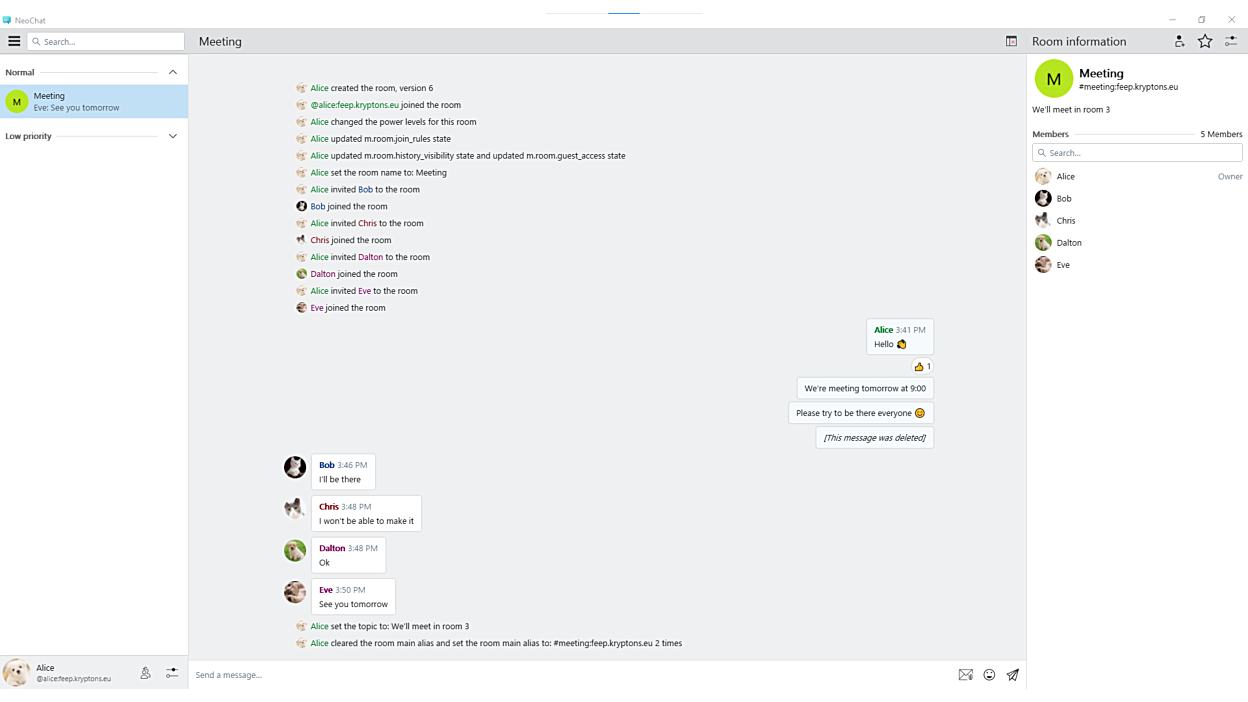 NeoChat
Search...
Meeting
Room information
Normal
M
Meeting
Eve: See you tomorrow
Low priority
Alice created the room, version 6
@alice:feep.kryptons.eu joined the room
Alice changed the power levels for this room
Alice updated m.room.join_rules state
Alice updated m.room.history_visibility state and updated m.room.guest_access state
Alice set the room name to: Meeting
Alice invited Bob to the room
Bob joined the room
Alice invited Chris to the room
Chris joined the room
Alice invited Dalton to the room
Dalton joined the room
Alice invited Eve to the room
Eve joined the room
Alice 3:41 PM
Hello 👋
👍 1
We're meeting tomorrow at 9:00
Please try to be there everyone 😊
[This message was deleted]
Bob 3:46 PM
I'll be there
Chris 3:48 PM
I won't be able to make it
Dalton 3:48 PM
Ok
Eve 3:50 PM
See you tomorrow
Alice set the topic to: We'll meet in room 3
Alice cleared the room main alias and set the room main alias to: #meeting:feep.kryptons.eu 2 times
Alice
@alice:feep.kryptons.eu
Send a message...
M
Meeting
#meeting:feep.kryptons.eu
We'll meet in room 3
Members 5 Members
Search...
Alice Owner
Bob
Chris
Dalton
Eve